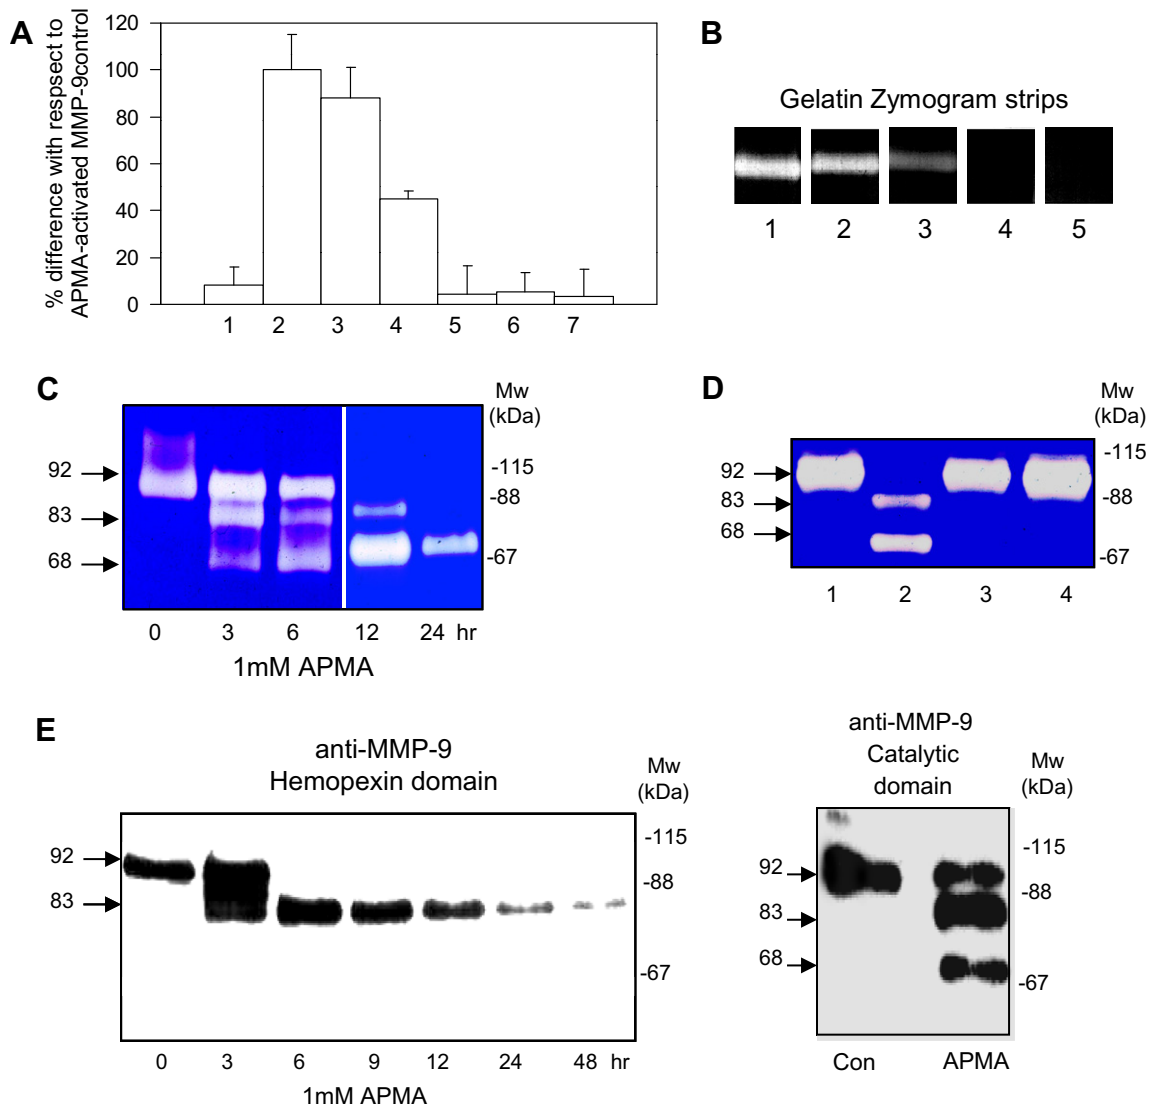 A
% difference with respsect to
APMA-activated MMP-9control
120
100
80
60
40
20
0
1 2 3 4 5 6 7
B
Gelatin Zymogram strips
1 2 3 4 5
C
Mw
(kDa)
92
83
68
-115
-88
-67
0 3 6 12 24 hr
1mM APMA
D
Mw
(kDa)
92
83
68
-115
-88
-67
1 2 3 4
E
anti-MMP-9
Hemopexin domain
Mw
(kDa)
92
83
-115
-88
-67
0 3 6 9 12 24 48 hr
1mM APMA
anti-MMP-9
Catalytic
domain
Mw
(kDa)
92
83
68
-115
-88
-67
Con APMA